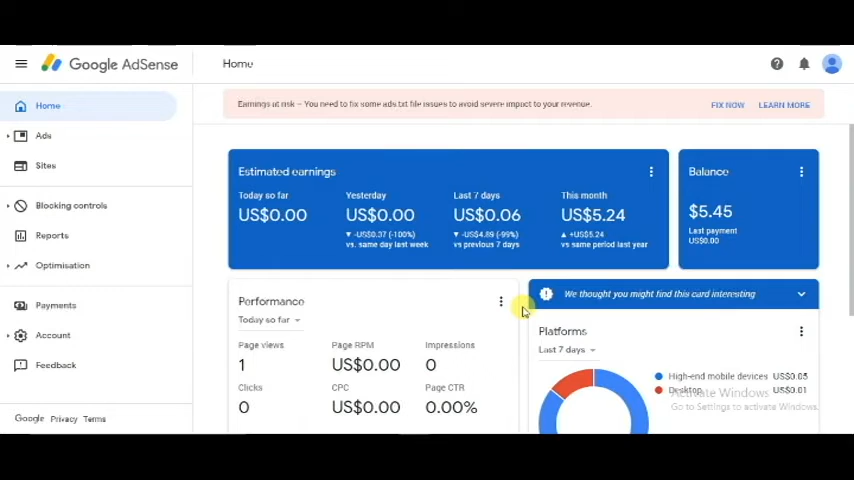 Google AdSense
Home
Earnings at risk – You need to fix some ads.txt file issues to avoid severe impact to your revenue.
FIX NOW
LEARN MORE
Home
Ads
Sites
Blocking controls
Reports
Optimisation
Payments
Account
Feedback
Google Privacy Terms
Estimated earnings
Today so far
US$0.00
Yesterday
US$0.00
▼ -US$0.37 (-100%)
vs. same day last week
Last 7 days
US$0.06
▼ -US$4.89 (-99%)
vs previous 7 days
This month
US$5.24
▲ +US$5.24
vs same period last year
Balance
$5.45
Last payment
US$0.00
Performance
Today so far
Page views
1
Page RPM
US$0.00
Impressions
0
Clicks
0
CPC
US$0.00
Page CTR
0.00%
We thought you might find this card interesting
Platforms
Last 7 days
High-end mobile devices US$0.05
Desktop US$0.01
Activate Windows
Go to Settings to activate Windows.